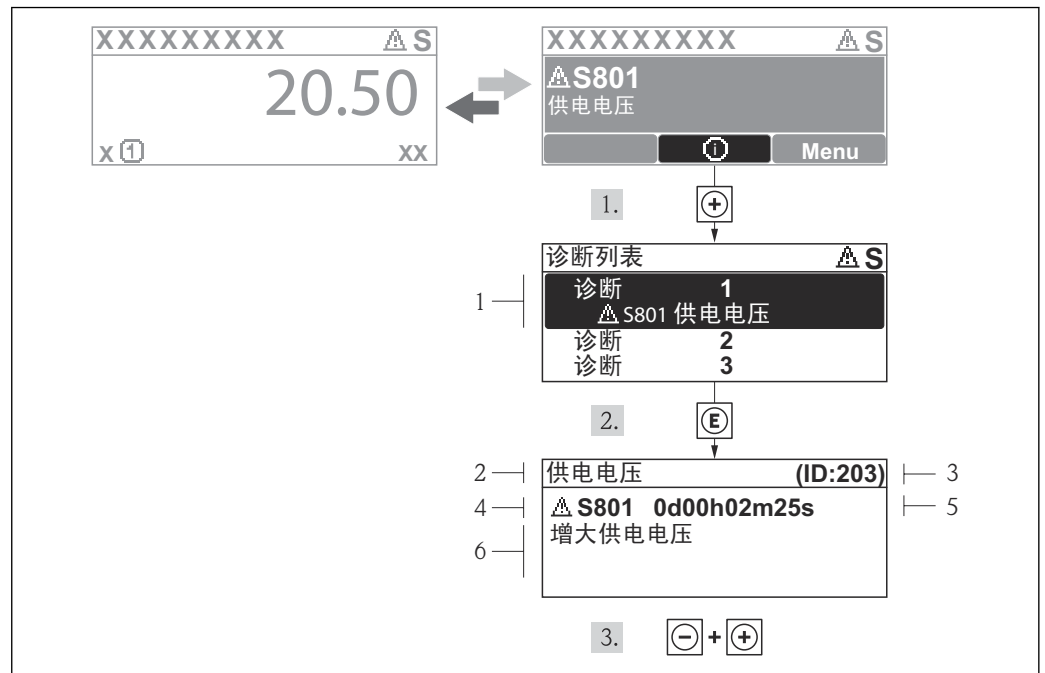 XXXXXXXXX ⚠ S
20.50
x ① xx
XXXXXXXXX ⚠ S
⚠ S801
供电电压
ⓘ Menu
1. ⊕
诊断列表 ⚠ S
1
诊断 1
⚠ S801 供电电压
诊断 2
诊断 3
2. Ⓔ
2 供电电压 (ID:203) 3
4 ⚠ S801 0d00h02m25s 5
6 增大供电电压
3. ⊖ + ⊕